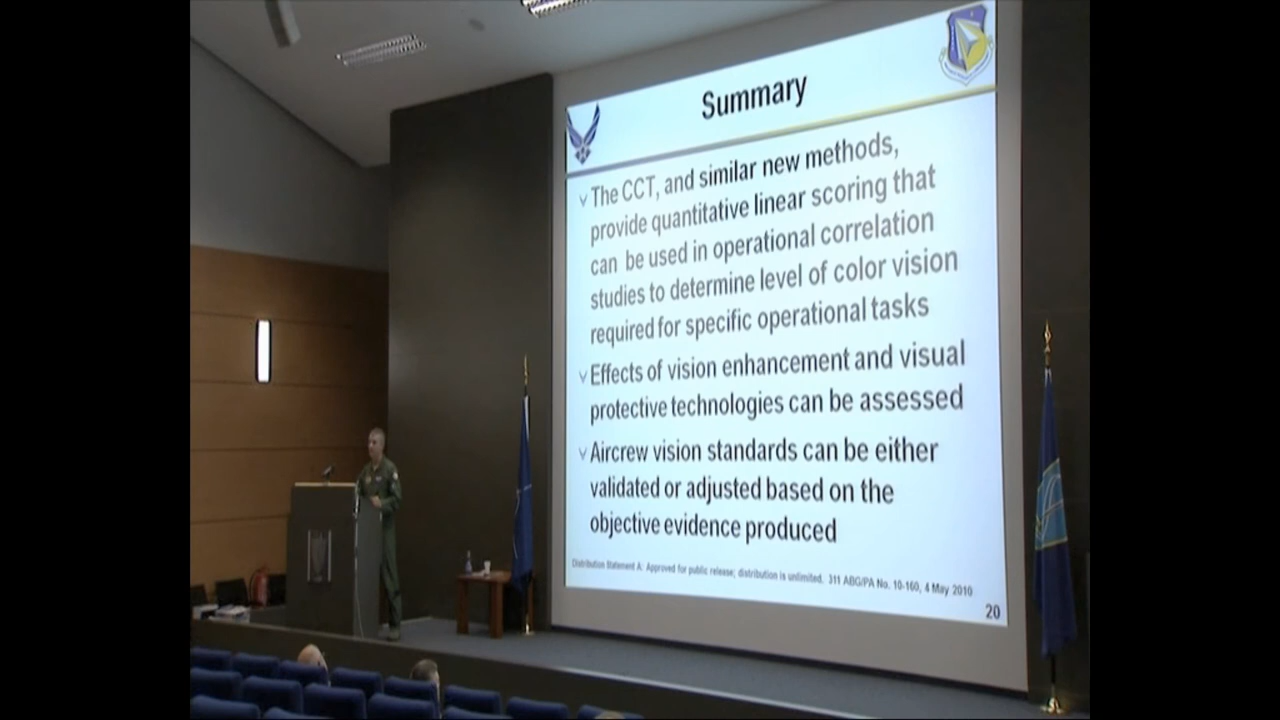 Summary
The CCT, and similar new methods,
provide quantitative linear scoring that
can be used in operational correlation
studies to determine level of color vision
required for specific operational tasks
Effects of vision enhancement and visual
protective technologies can be assessed
Aircrew vision standards can be either
validated or adjusted based on the
objective evidence produced
Distribution Statement A: Approved for public release; distribution is unlimited. 311 ABG/PA No. 10-160, 4 May 2010
20